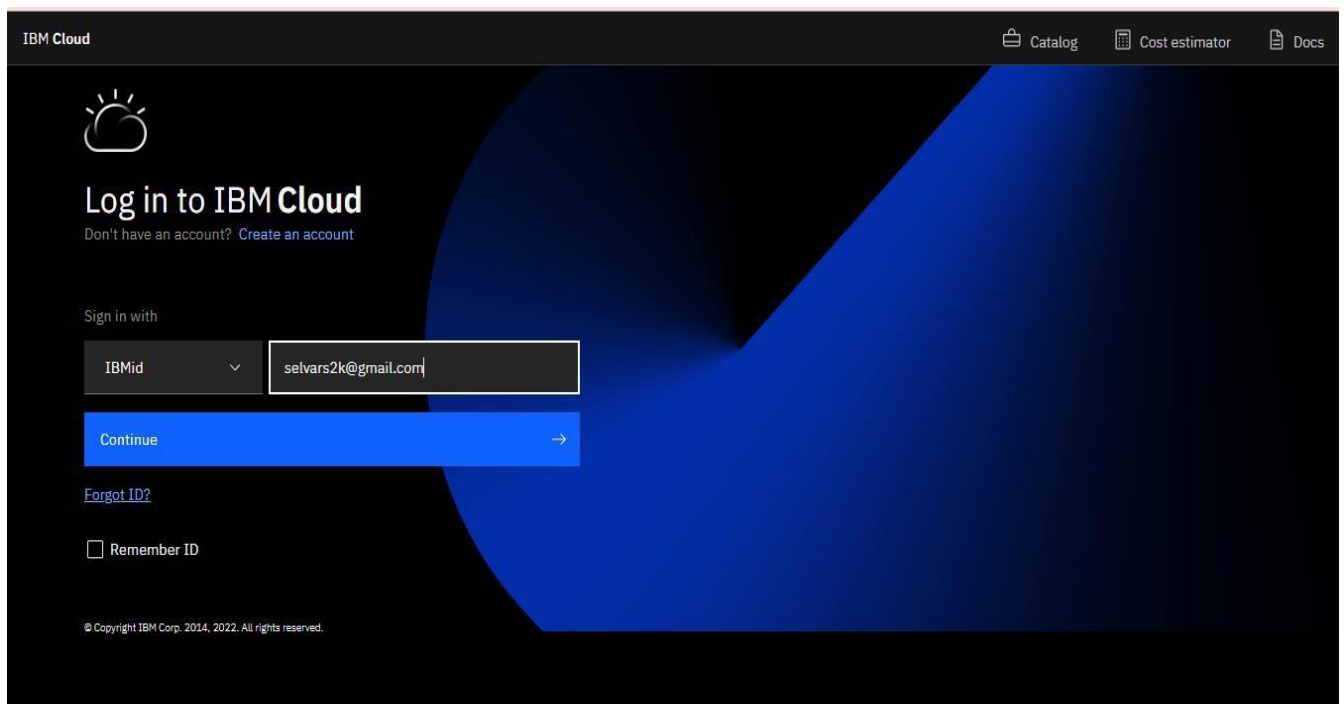 IBM Cloud
Catalog
Cost estimator
Docs
Log in to IBM Cloud
Don't have an account? Create an account
Sign in with
IBMid
selvars2k@gmail.com
Continue
Forgot ID?
Remember ID
© Copyright IBM Corp. 2014, 2022. All rights reserved.